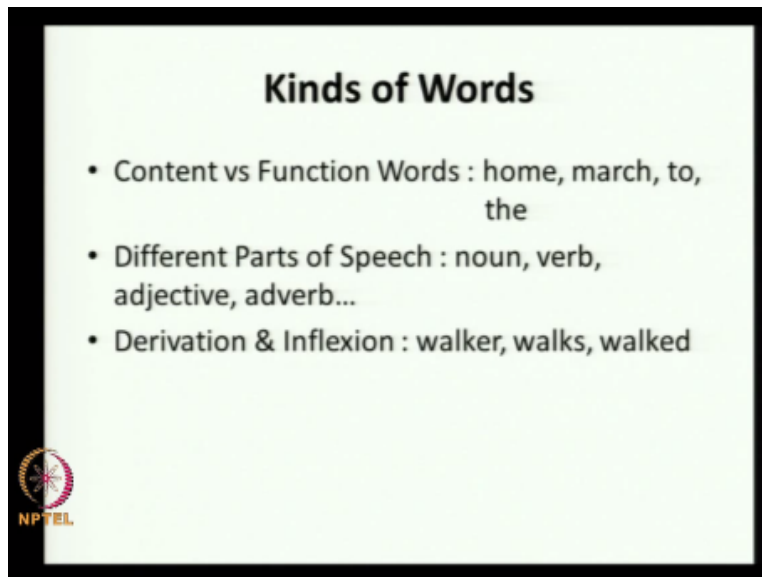 Kinds of Words
• Content vs Function Words : home, march, to,
the
• Different Parts of Speech : noun, verb,
adjective, adverb...
• Derivation & Inflexion : walker, walks, walked
NPTEL